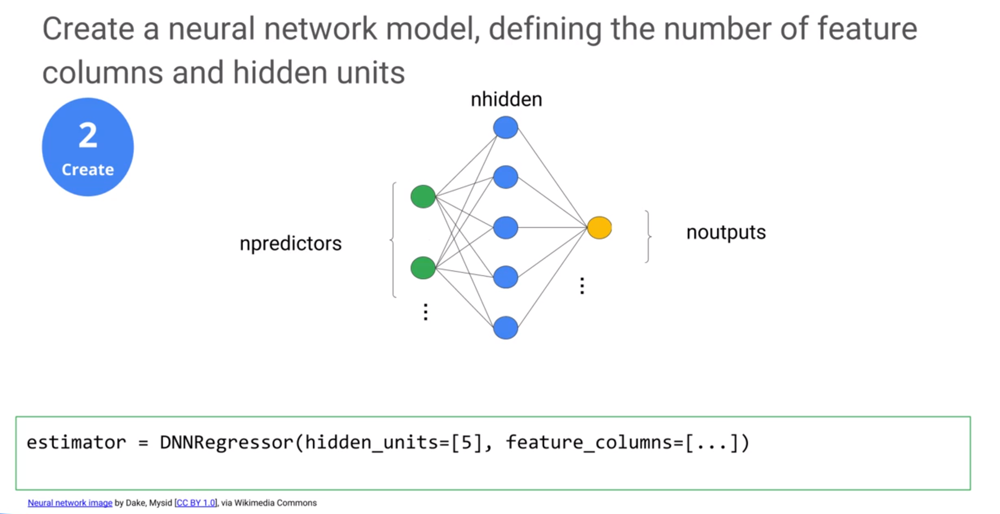 Create a neural network model, defining the number of feature
columns and hidden units
2
Create
nhidden
npredictors
noutputs
⋮
⋮
estimator = DNNRegressor(hidden_units=[5], feature_columns=[...])
Neural network image by Dake, Mysid [CC BY 1.0], via Wikimedia Commons